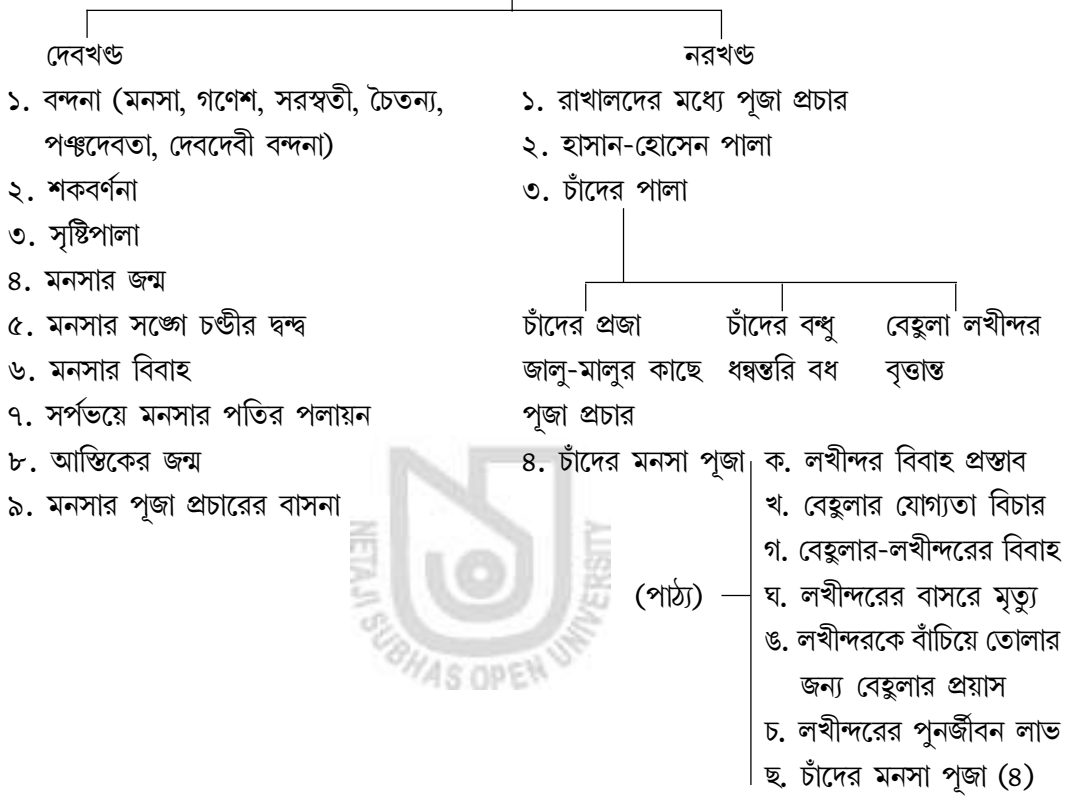 দেবখণ্ড
১. বন্দনা (মনসা, গণেশ, সরস্বতী, চৈতন্য,
পঞ্চদেবতা, দেবদেবী বন্দনা)
২. শকবর্ণনা
৩. সৃষ্টিপালা
৪. মনসার জন্ম
৫. মনসার সঙ্গে চণ্ডীর দ্বন্দ্ব
৬. মনসার বিবাহ
৭. সর্পভয়ে মনসার পতির পলায়ন
৮. আস্তিকের জন্ম
৯. মনসার পূজা প্রচারের বাসনা
নরখণ্ড
১. রাখালদের মধ্যে পূজা প্রচার
২. হাসান-হোসেন পালা
৩. চাঁদের পালা
চাঁদের প্রজা
জালু-মালুর কাছে
পূজা প্রচার
চাঁদের বন্ধু
ধন্বন্তরি বধ
বেহুলা লখীন্দর
বৃত্তান্ত
৪. চাঁদের মনসা পূজা
(পাঠ্য)
ক. লখীন্দর বিবাহ প্রস্তাব
খ. বেহুলার যোগ্যতা বিচার
গ. বেহুলার-লখীন্দরের বিবাহ
ঘ. লখীন্দরের বাসরে মৃত্যু
ঙ. লখীন্দরকে বাঁচিয়ে তোলার
জন্য বেহুলার প্রয়াস
চ. লখীন্দরের পুনর্জীবন লাভ
ছ. চাঁদের মনসা পূজা (৪)
NETAJI SUBHAS OPEN UNIVERSITY